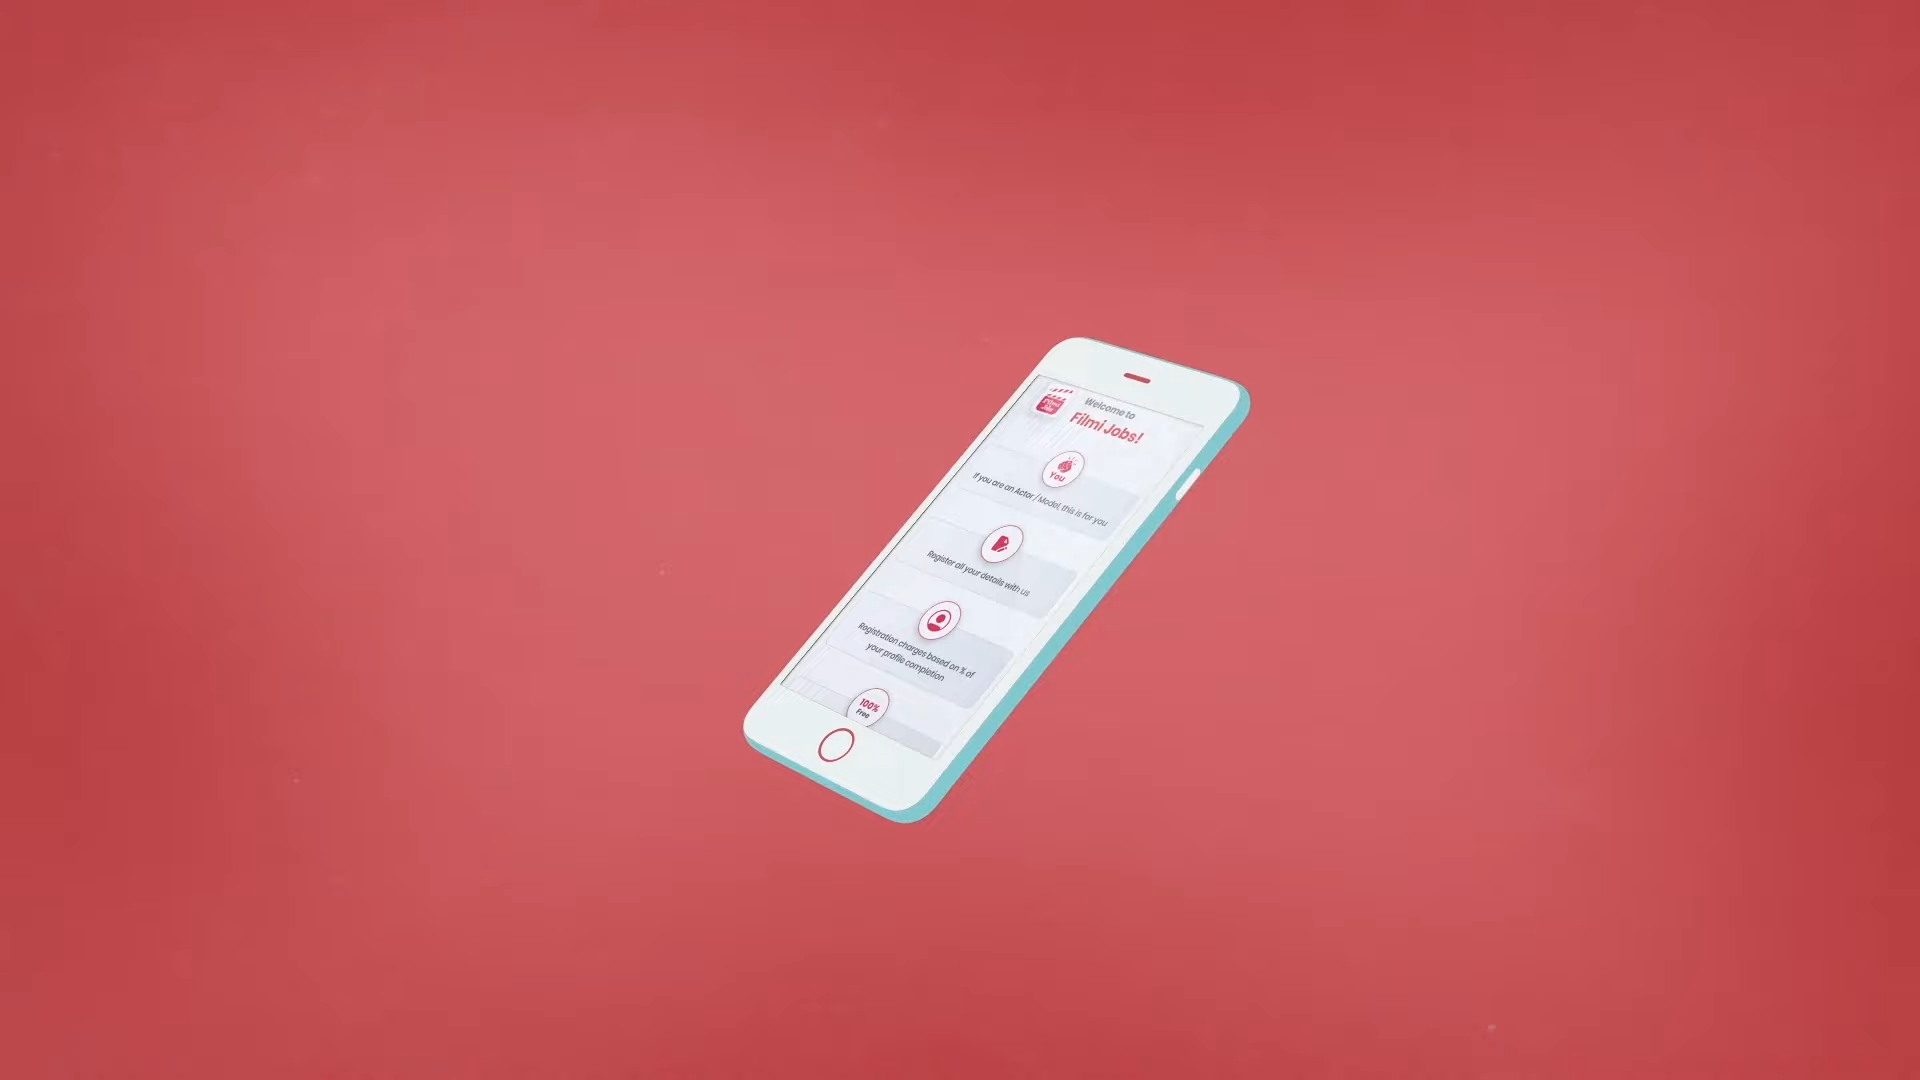 Filmi
Jobs
Welcome to
Filmi Jobs!
You
If you are an Actor / Model, this is for you
Register all your details with us
Registration charges based on % of
your profile completion
100%
Free